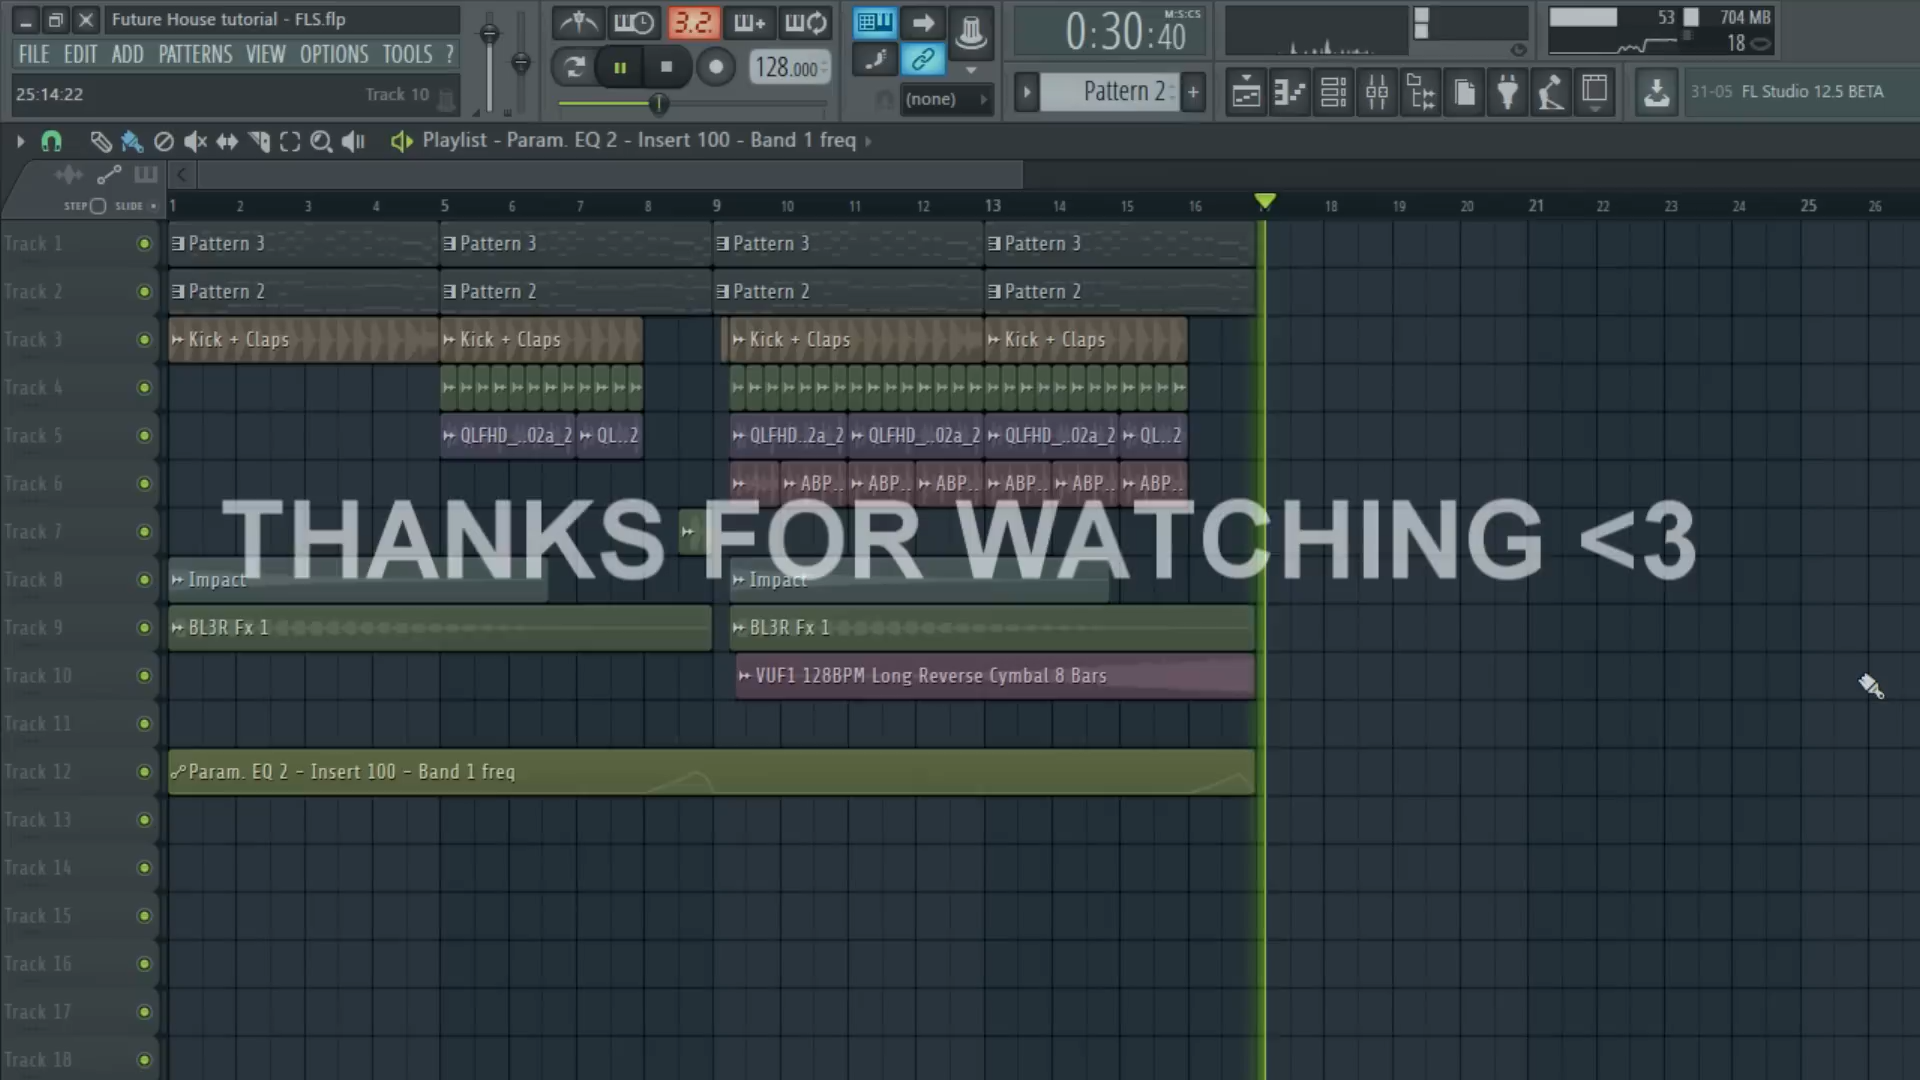 Future House tutorial - FLS.flp
FILE EDIT ADD PATTERNS VIEW OPTIONS TOOLS ?
25:14:22 Track 10
3.2.
128.000
(none)
0:30:40 M:S:CS
Pattern 2 +
53 704 MB
18
31-05 FL Studio 12.5 BETA
Playlist - Param. EQ 2 - Insert 100 - Band 1 freq
STEP SLIDE
1 2 3 4 5 6 7 8 9 10 11 12 13 14 15 16 18 19 20 21 22 23 24 25 26
Track 1 Pattern 3 Pattern 3 Pattern 3 Pattern 3
Track 2 Pattern 2 Pattern 2 Pattern 2 Pattern 2
Track 3 Kick + Claps Kick + Claps Kick + Claps Kick + Claps
Track 4
Track 5 QLFHD_..02a_2 QL..2 QLFHD..2a_2 QLFHD_..02a_2 QLFHD_..02a_2 QL..2
Track 6 ABP.. ABP.. ABP.. ABP.. ABP.. ABP..
Track 7
THANKS FOR WATCHING <3
Track 8 Impact Impact
Track 9 BL3R Fx 1 BL3R Fx 1
Track 10 VUF1 128BPM Long Reverse Cymbal 8 Bars
Track 11
Track 12 Param. EQ 2 - Insert 100 - Band 1 freq
Track 13
Track 14
Track 15
Track 16
Track 17
Track 18